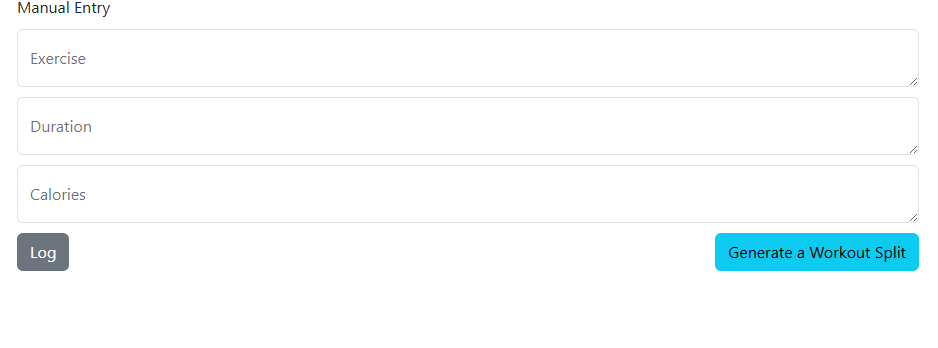 Manual Entry
Exercise
Duration
Calories
Log
Generate a Workout Split